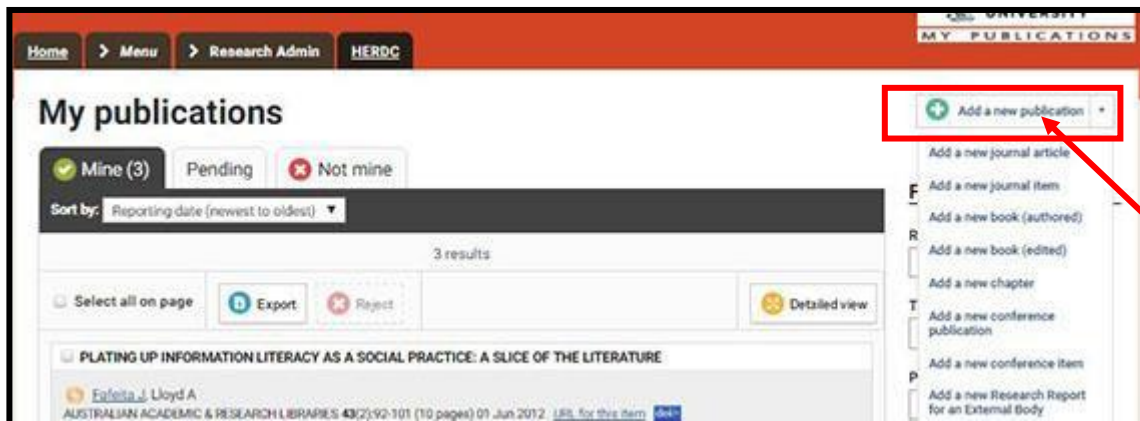 UNIVERSITY
MY PUBLICATIONS
Home > Menu > Research Admin HERDC
My publications
Add a new publication
Mine (3) Pending Not mine
Sort by: Reporting date (newest to oldest)
3 results
Select all on page Export Reject Detailed view
PLATING UP INFORMATION LITERACY AS A SOCIAL PRACTICE: A SLICE OF THE LITERATURE
Fafeita J, Lloyd A
AUSTRALIAN ACADEMIC & RESEARCH LIBRARIES 43(2):92-101 (10 pages) 01 Jun 2012 URL for this item
Add a new journal article
Add a new journal item
Add a new book (authored)
Add a new book (edited)
Add a new chapter
Add a new conference
publication
Add a new conference item
Add a new Research Report
for an External Body
F
R
T
P